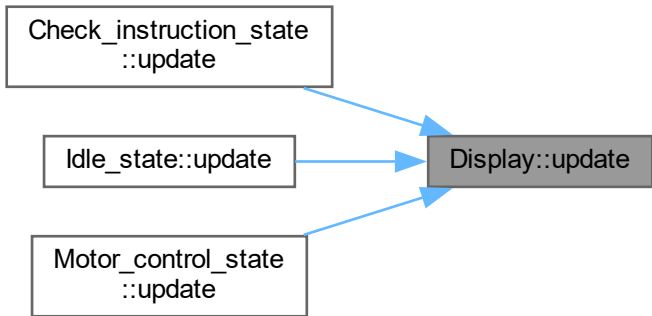 Check_instruction_state
::update
Idle_state::update
Display::update
Motor_control_state
::update